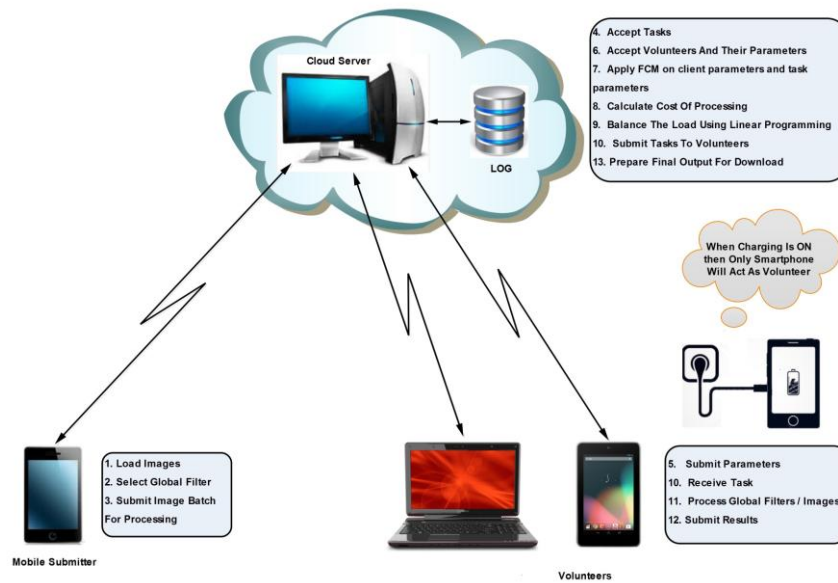 Cloud Server
LOG
4. Accept Tasks
6. Accept Volunteers And Their Parameters
7. Apply FCM on client parameters and task
parameters
8. Calculate Cost Of Processing
9. Balance The Load Using Linear Programming
10. Submit Tasks To Volunteers
13. Prepare Final Output For Download
When Charging Is ON
then Only Smartphone
Will Act As Volunteer
1. Load Images
2. Select Global Filter
3. Submit Image Batch
For Processing
Mobile Submitter
5. Submit Parameters
10. Receive Task
11. Process Global Filters / Images
12. Submit Results
Volunteers